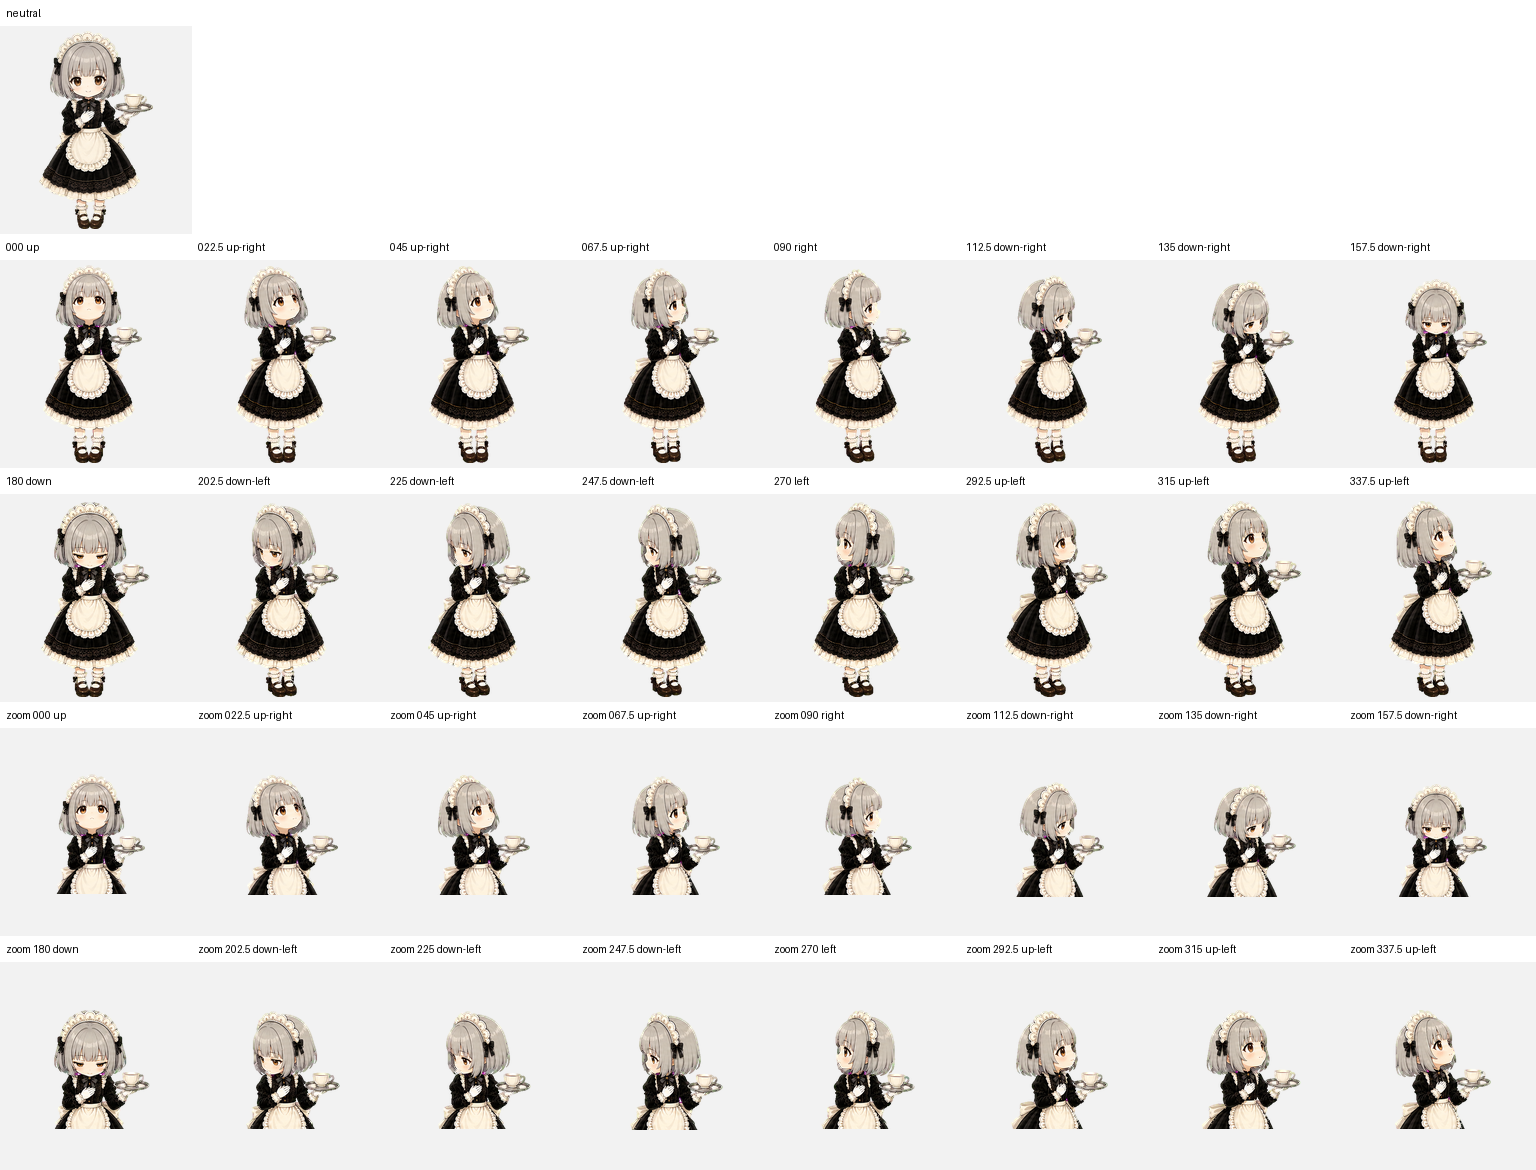 neutral
000 up
022.5 up-right
045 up-right
067.5 up-right
090 right
112.5 down-right
135 down-right
157.5 down-right
180 down
202.5 down-left
225 down-left
247.5 down-left
270 left
292.5 up-left
315 up-left
337.5 up-left
zoom 000 up
zoom 022.5 up-right
zoom 045 up-right
zoom 067.5 up-right
zoom 090 right
zoom 112.5 down-right
zoom 135 down-right
zoom 157.5 down-right
zoom 180 down
zoom 202.5 down-left
zoom 225 down-left
zoom 247.5 down-left
zoom 270 left
zoom 292.5 up-left
zoom 315 up-left
zoom 337.5 up-left